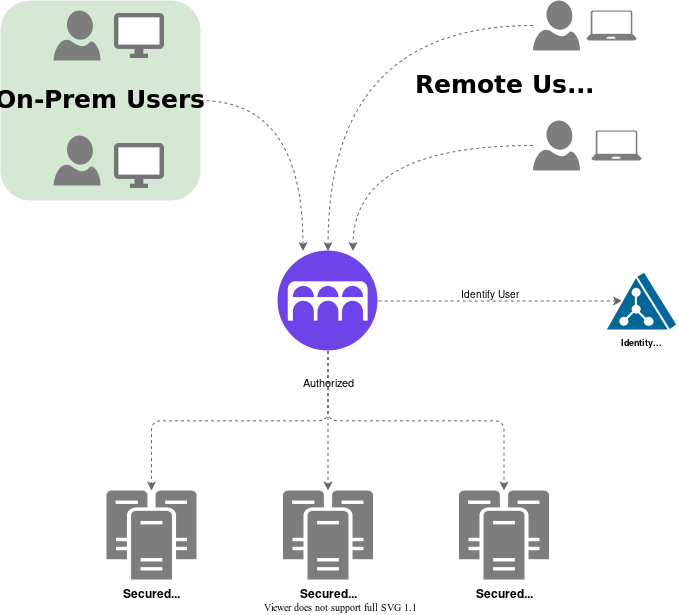 On-Prem Users
Remote Us...
Identify User
Identity...
Authorized
Secured...
Secured...
Secured...
Viewer does not support full SVG 1.1